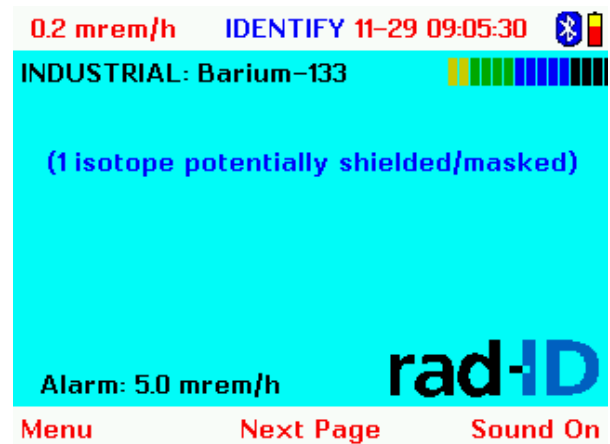 0.2 mrem/h IDENTIFY 11-29 09:05:30
INDUSTRIAL: Barium-133
(1 isotope potentially shielded/masked)
rad-ID
Alarm: 5.0 mrem/h
Menu Next Page Sound On